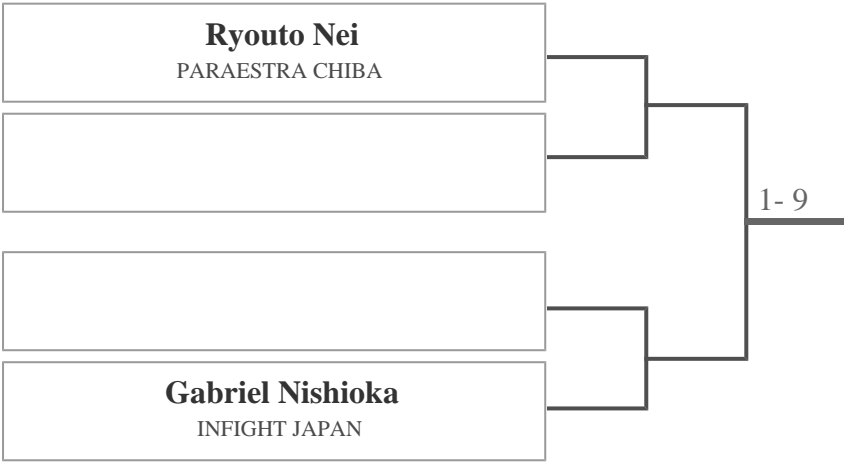 Ryouto Nei
PARAESTRA CHIBA
1- 9
Gabriel Nishioka
INFIGHT JAPAN